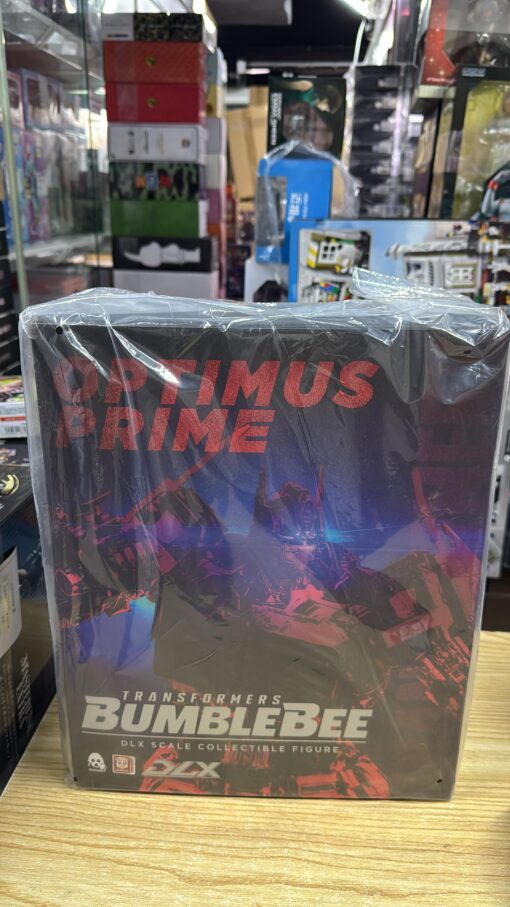 OPTIMUS
PRIME
TRANSFORMERS
BUMBLEBEE
DLX SCALE COLLECTIBLE FIGURE
DLX